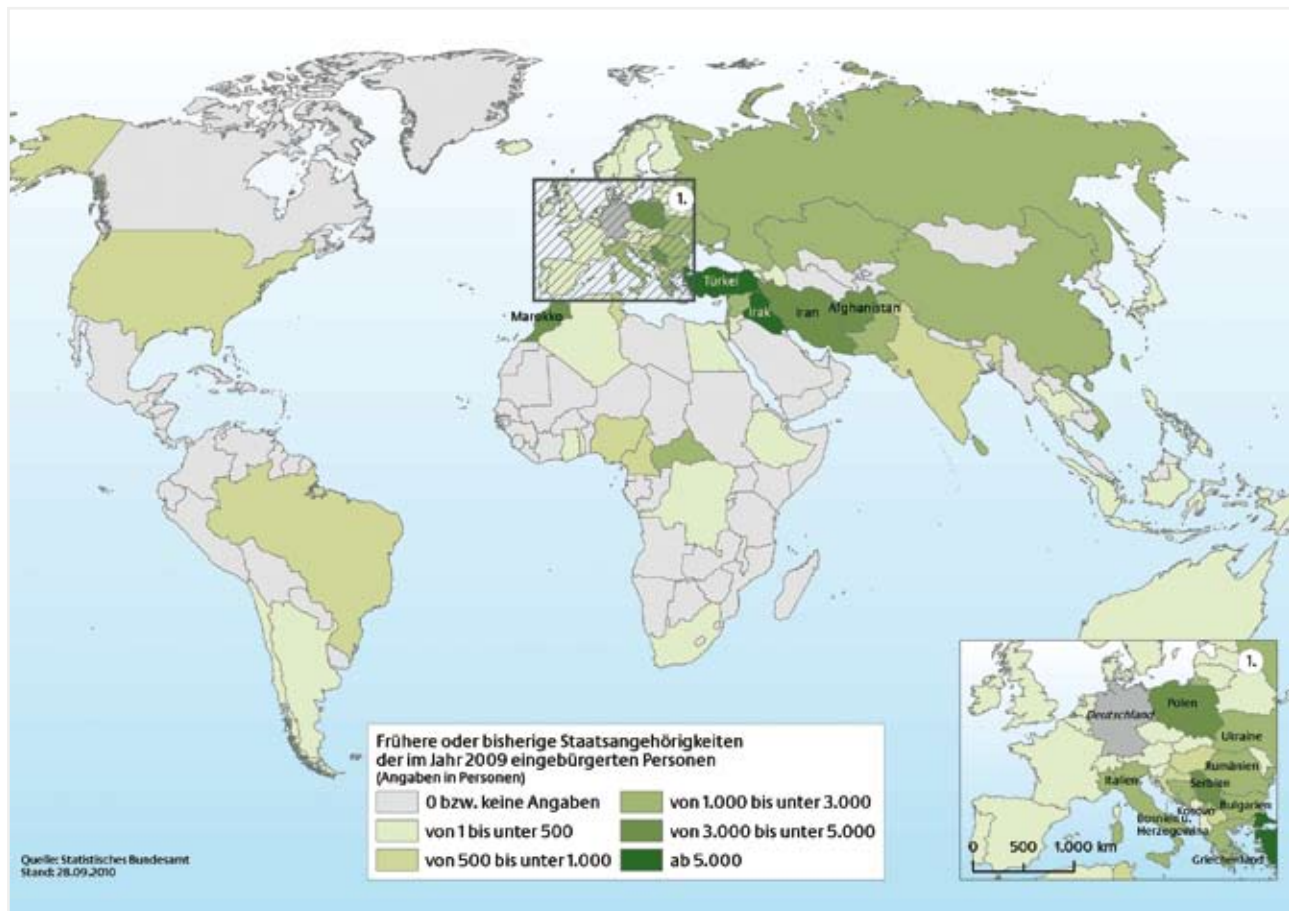 1.
Türkei
Marokko
Irak
Iran
Afghanistan
Frühere oder bisherige Staatsangehörigkeiten
der im Jahr 2009 eingebürgerten Personen
(Angaben in Personen)
0 bzw. keine Angaben
von 1 bis unter 500
von 500 bis unter 1.000
von 1.000 bis unter 3.000
von 3.000 bis unter 5.000
ab 5.000
Quelle: Statistisches Bundesamt
Stand: 28.09.2010
1.
Polen
Deutschland
Ukraine
Rumänien
Italien
Serbien
Kosovo
Bulgarien
Bosnien u.
Herzegowina
Griechenland
0 500 1.000 km